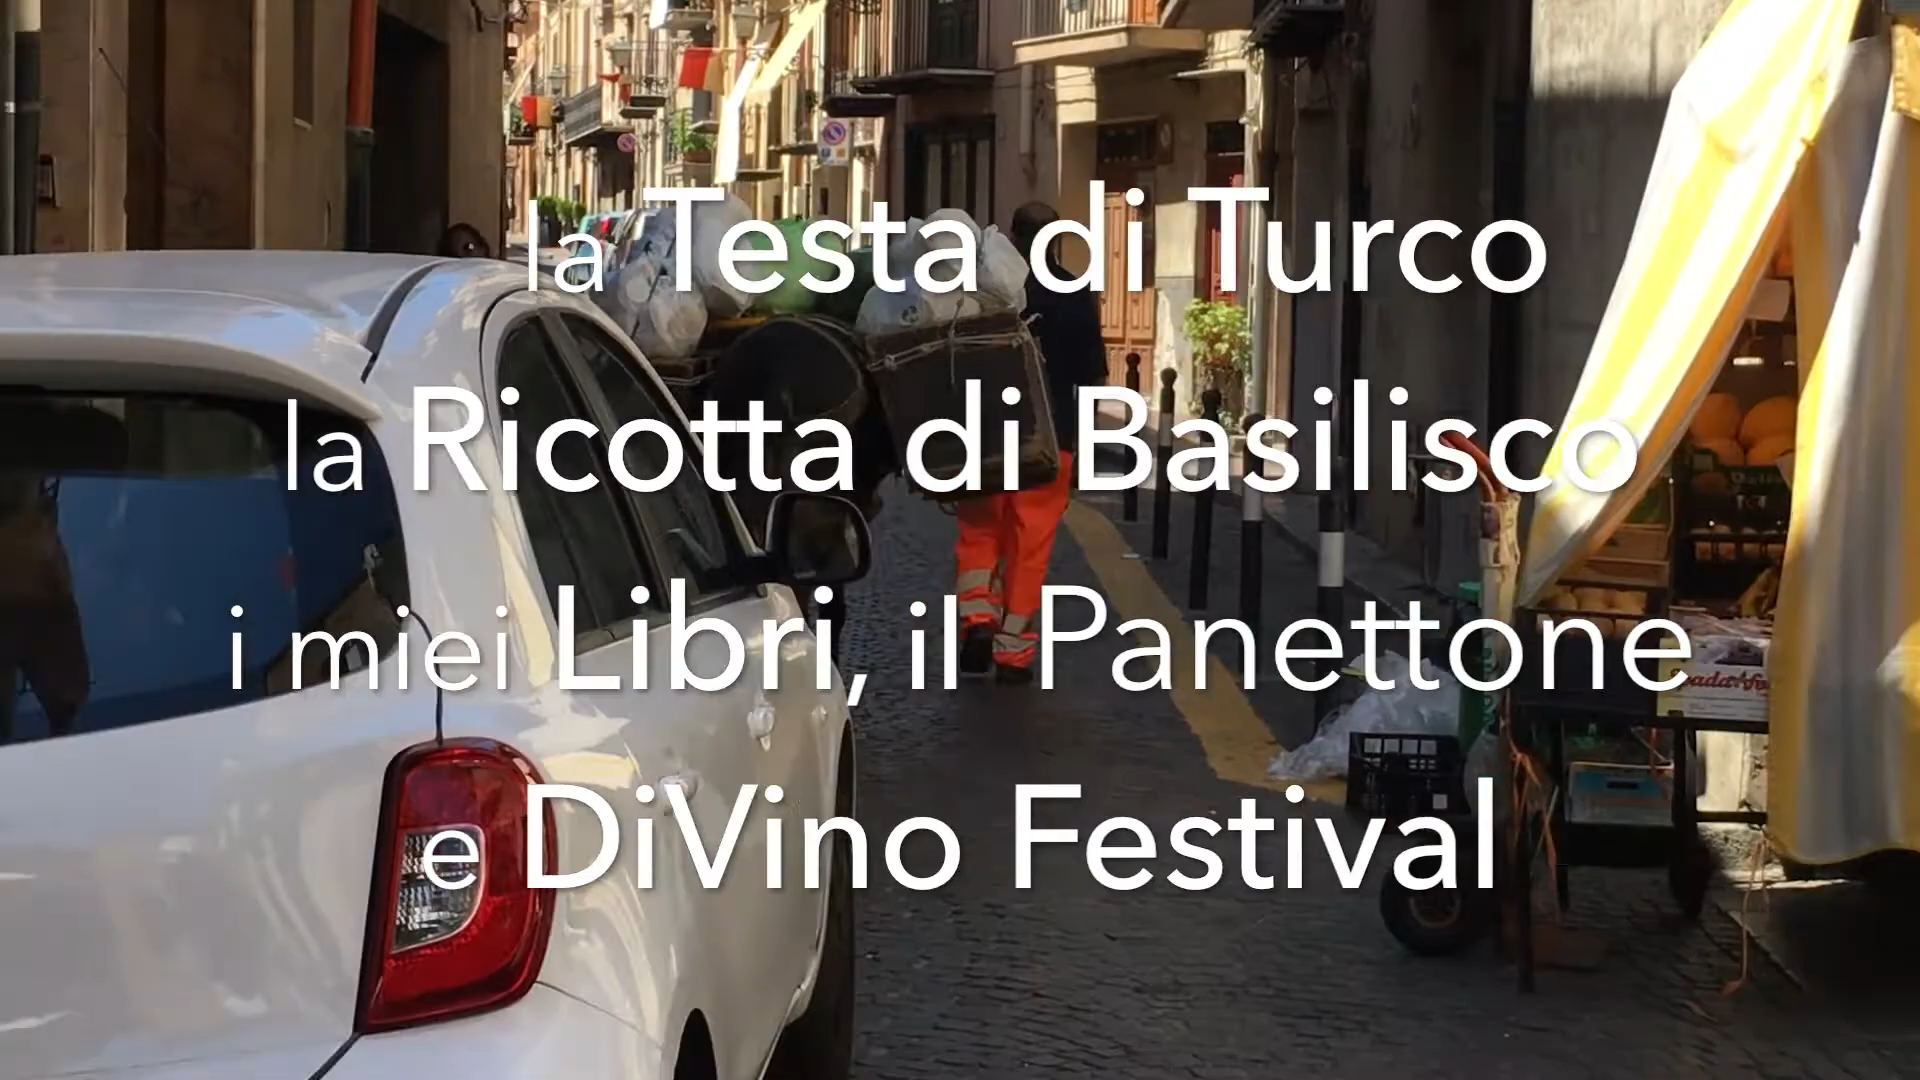 la Testa di Turco
la Ricotta di Basilisco
i miei Libri, il Panettone
e DiVino Festival